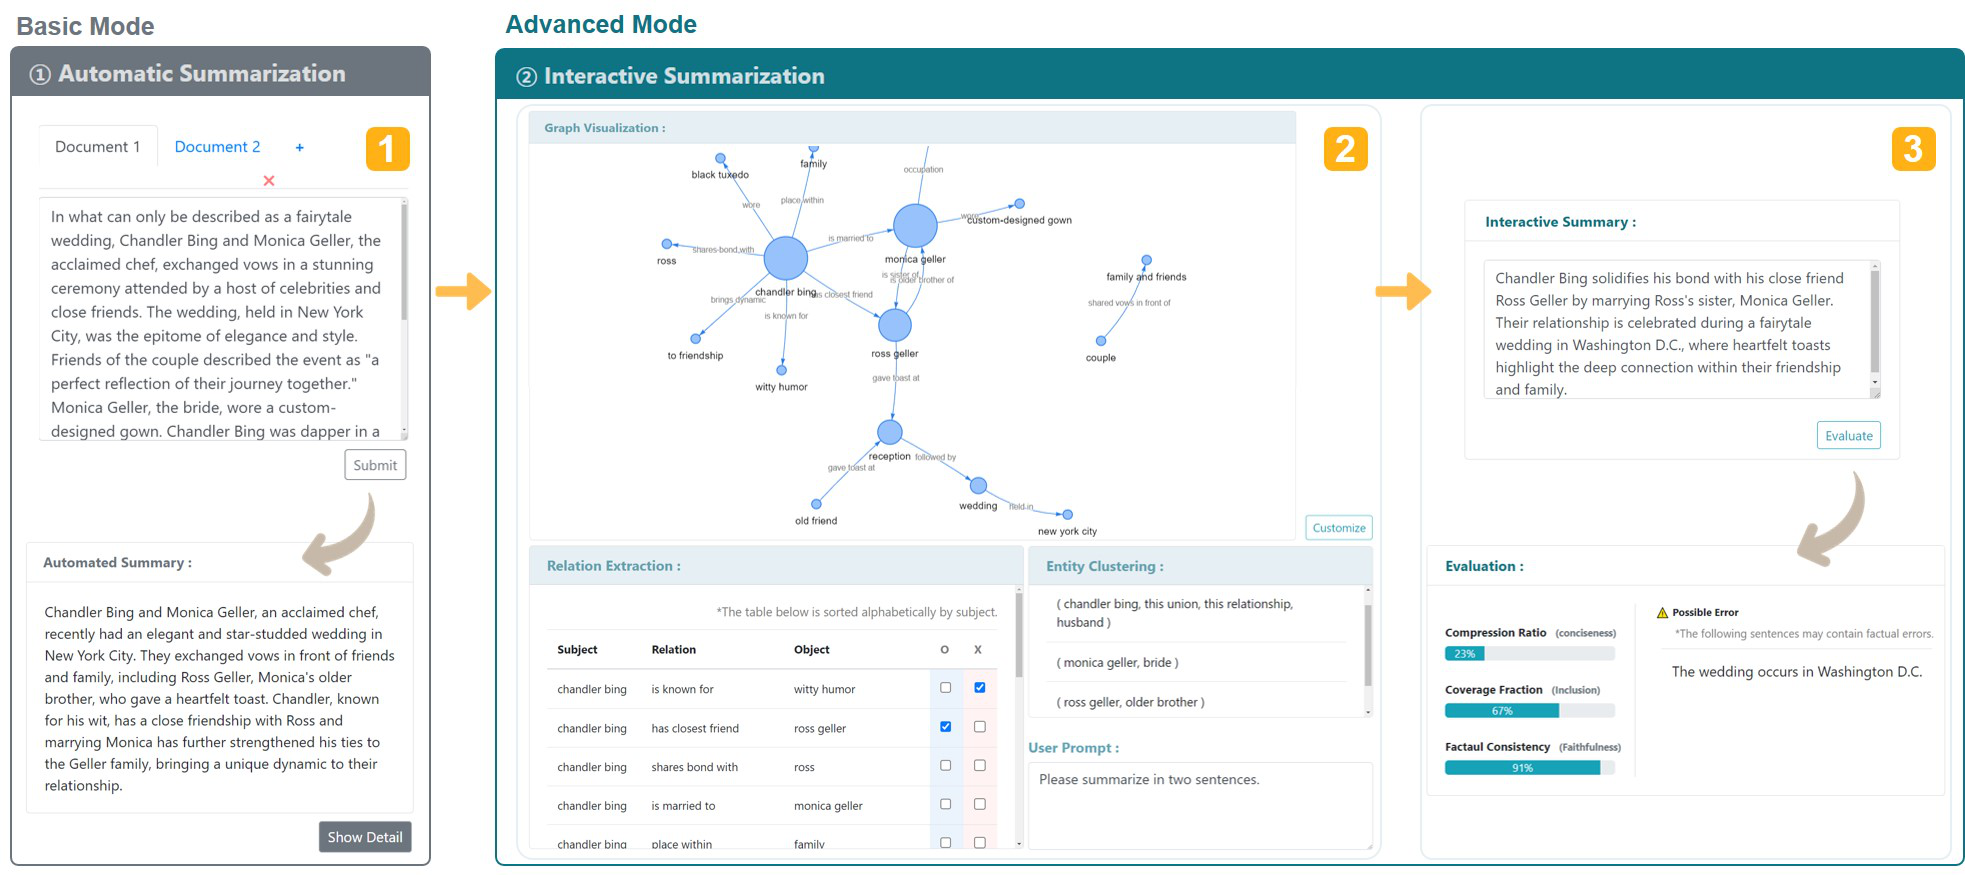 Basic Mode
① Automatic Summarization
Document 1
Document 2
+
1
×
In what can only be described as a fairytale
wedding, Chandler Bing and Monica Geller, the
acclaimed chef, exchanged vows in a stunning
ceremony attended by a host of celebrities and
close friends. The wedding, held in New York
City, was the epitome of elegance and style.
Friends of the couple described the event as "a
perfect reflection of their journey together."
Monica Geller, the bride, wore a custom-
designed gown. Chandler Bing was dapper in a
Submit
Automated Summary :
Chandler Bing and Monica Geller, an acclaimed chef,
recently had an elegant and star-studded wedding in
New York City. They exchanged vows in front of friends
and family, including Ross Geller, Monica's older
brother, who gave a heartfelt toast. Chandler, known
for his wit, has a close friendship with Ross and
marrying Monica has further strengthened his ties to
the Geller family, bringing a unique dynamic to their
relationship.
Show Detail
Advanced Mode
② Interactive Summarization
Graph Visualization :
2
black tuxedo
family
occupation
wore
place within
wore
custom-designed gown
is married to
shares-bond with
ross
monica geller
is sister of
is older brother of
family and friends
chandler bing
has closest friend
brings dynamic
is known for
shared vows in front of
to friendship
ross geller
couple
witty humor
gave toast at
reception
followed by
gave toast at
wedding
held in
old friend
new york city
Customize
Relation Extraction :
*The table below is sorted alphabetically by subject.
Subject Relation Object O X
chandler bing is known for witty humor
chandler bing has closest friend ross geller
chandler bing shares bond with ross
chandler bing is married to monica geller
chandler bing place within family
Entity Clustering :
( chandler bing, this union, this relationship,
husband )
( monica geller, bride )
( ross geller, older brother )
User Prompt :
Please summarize in two sentences.
3
Interactive Summary :
Chandler Bing solidifies his bond with his close friend
Ross Geller by marrying Ross's sister, Monica Geller.
Their relationship is celebrated during a fairytale
wedding in Washington D.C., where heartfelt toasts
highlight the deep connection within their friendship
and family.
Evaluate
Evaluation :
Compression Ratio (conciseness)
23%
Coverage Fraction (Inclusion)
67%
Factaul Consistency (Faithfulness)
91%
Possible Error
*The following sentences may contain factual errors.
The wedding occurs in Washington D.C.